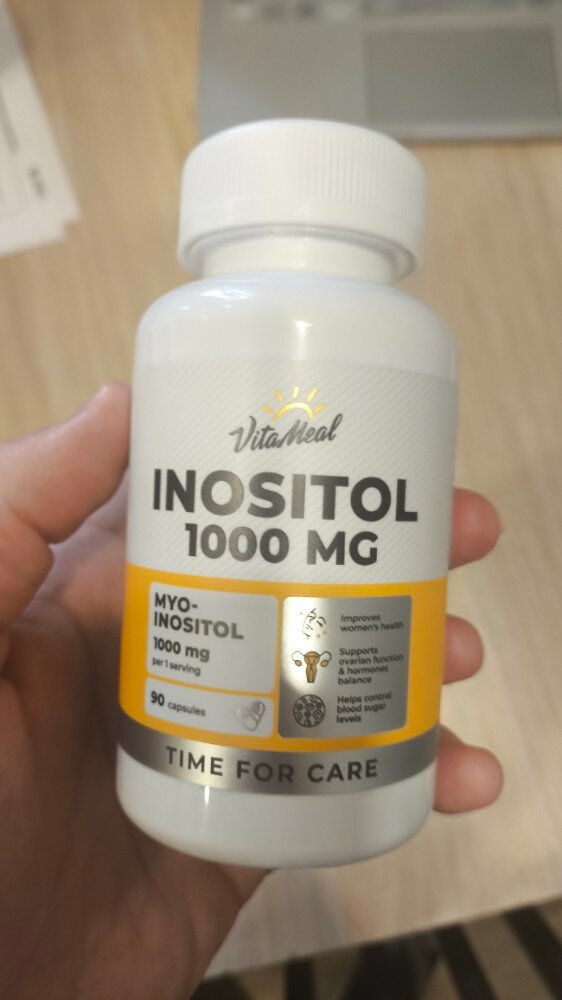 VitaMeal
INOSITOL
1000 MG
MYO-
INOSITOL
1000 mg
per 1 serving
90 capsules
Improves
women's health
Supports
ovarian function
& hormones
balance
Helps control
blood sugar
levels
TIME FOR CARE